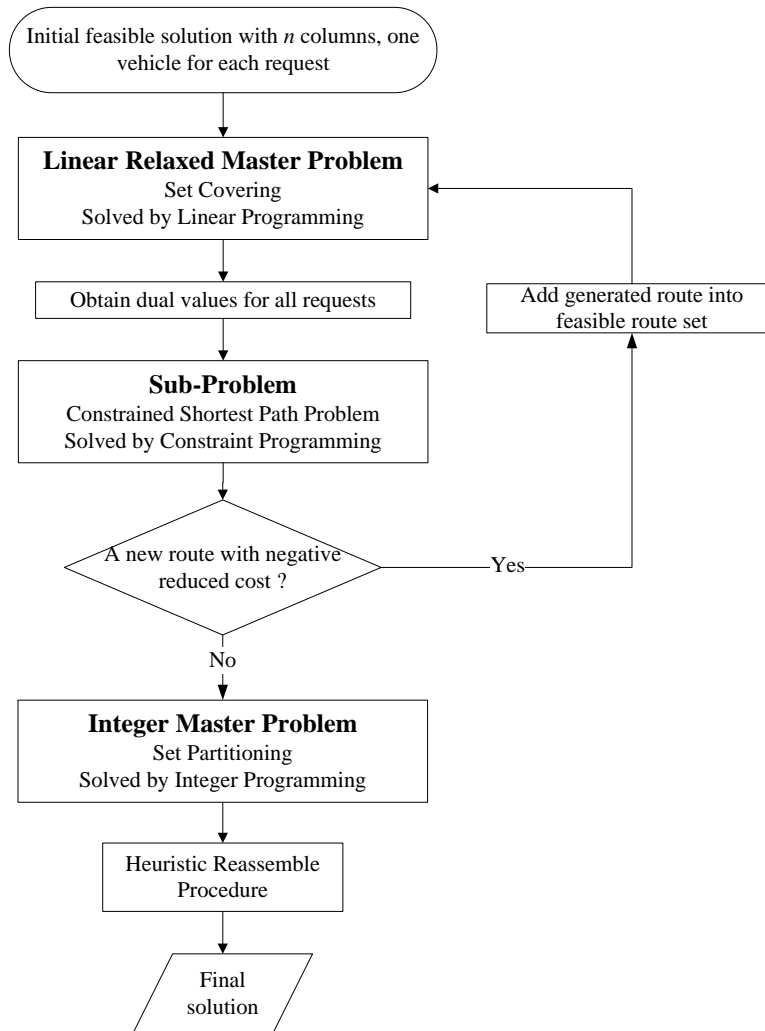 Initial feasible solution with n columns, one
vehicle for each request
Linear Relaxed Master Problem
Set Covering
Solved by Linear Programming
Obtain dual values for all requests
Add generated route into
feasible route set
Sub-Problem
Constrained Shortest Path Problem
Solved by Constraint Programming
A new route with negative
reduced cost ?
Yes
No
Integer Master Problem
Set Partitioning
Solved by Integer Programming
Heuristic Reassemble
Procedure
Final
solution